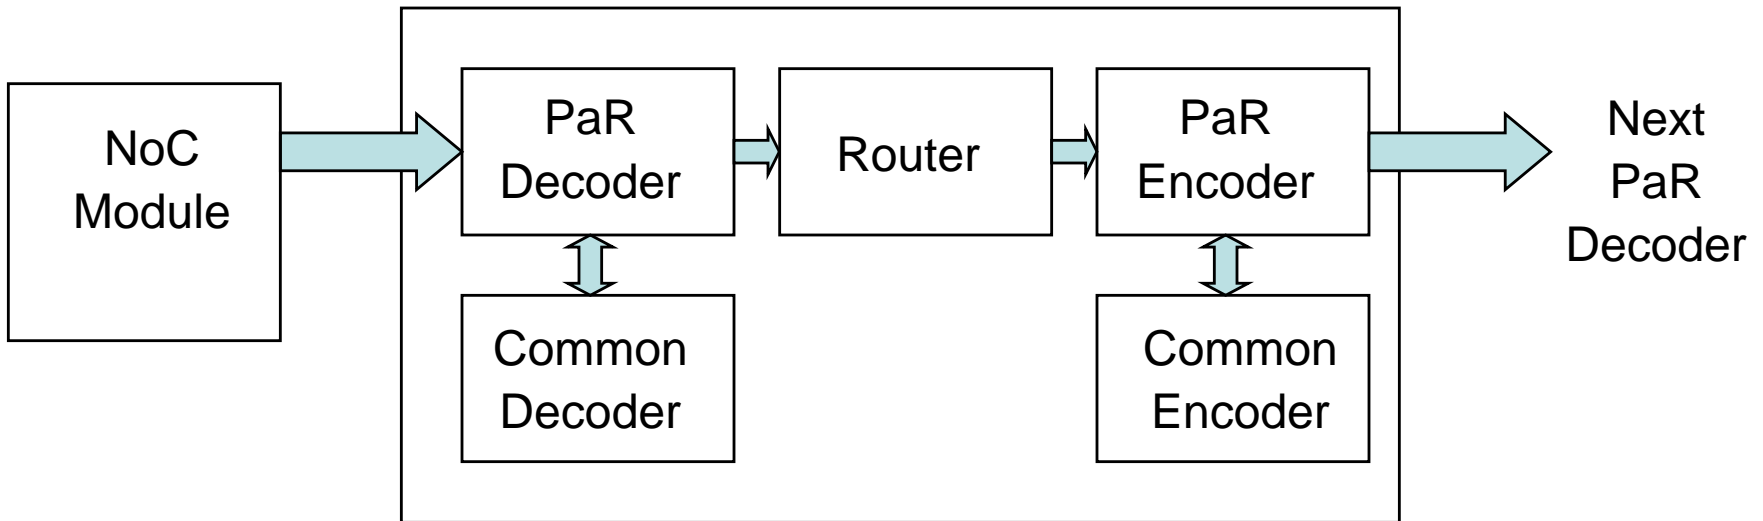 NoC
Module
PaR
Decoder
Router
PaR
Encoder
Next
PaR
Decoder
Common
Decoder
Common
Encoder